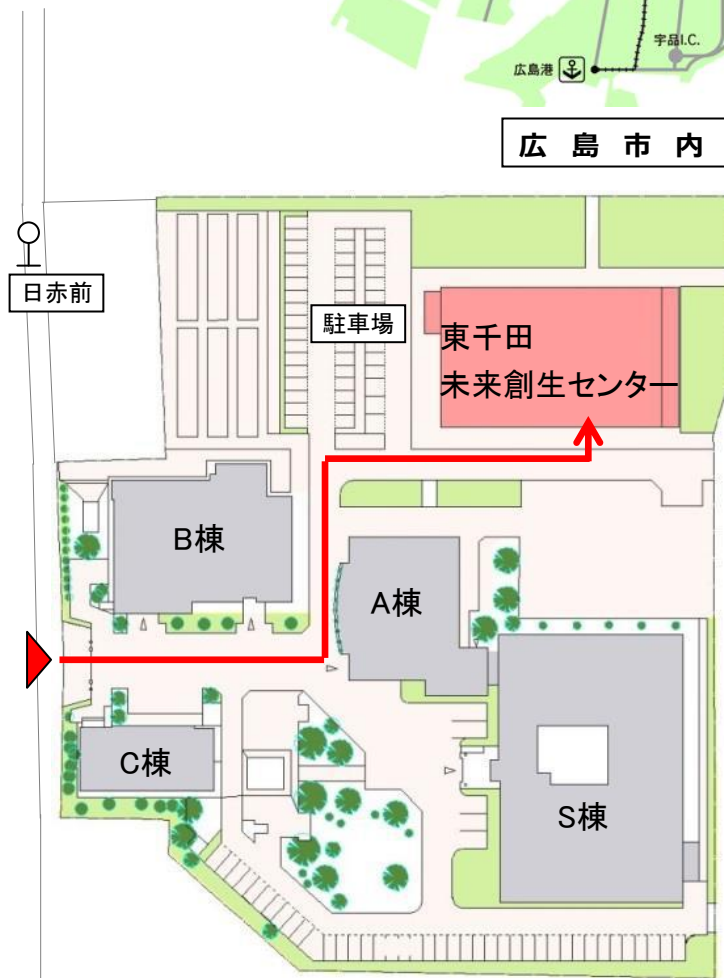 宇品I.C.
広島港
広島市内
日赤前
駐車場
東千田
未来創生センター
B棟
A棟
C棟
S棟